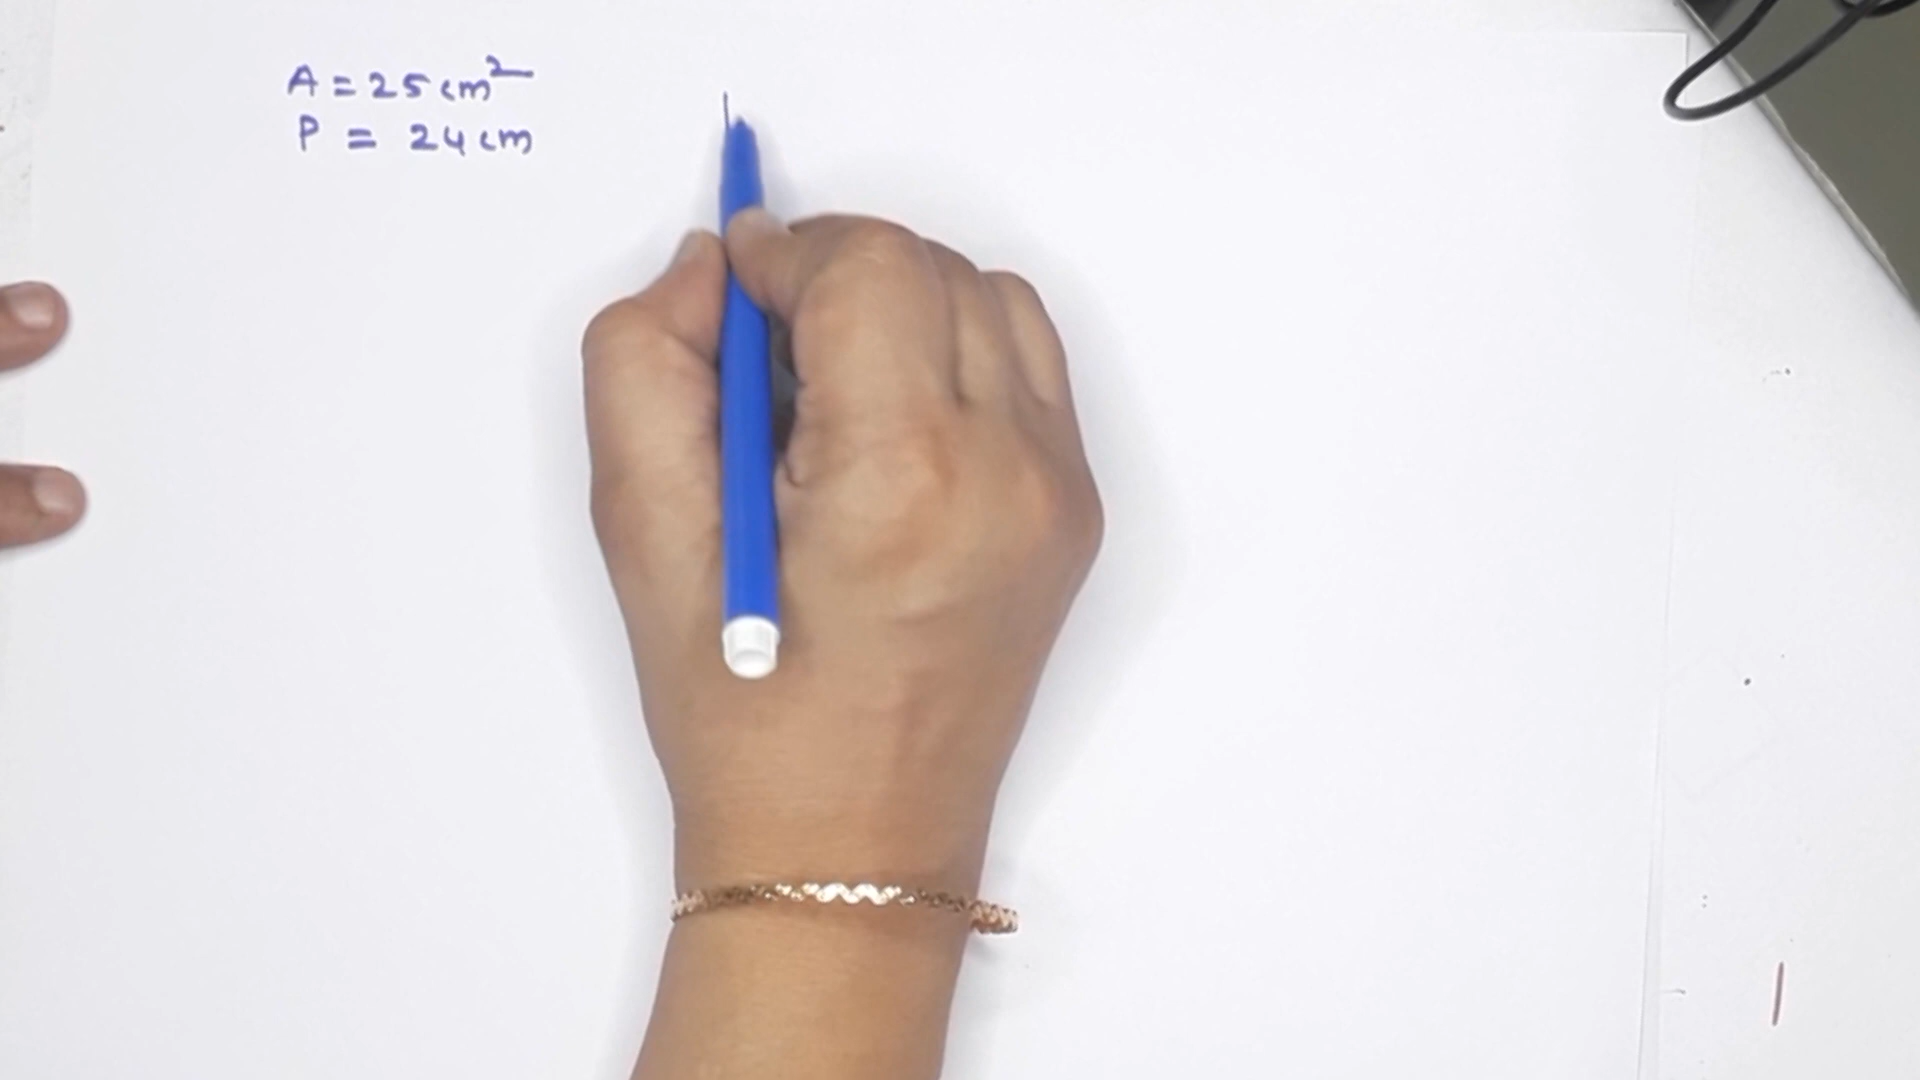 A = 25 cm²
P = 24 cm